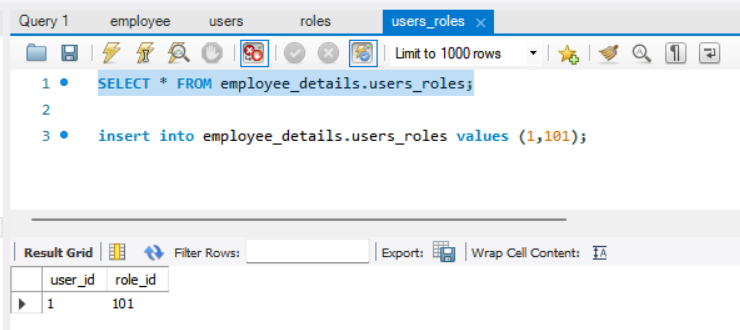 Query 1 employee users roles users_roles
Limit to 1000 rows
1 SELECT * FROM employee_details.users_roles;
2
3 insert into employee_details.users_roles values (1,101);
Result Grid Filter Rows: Export: Wrap Cell Content:
user_id role_id
1 101